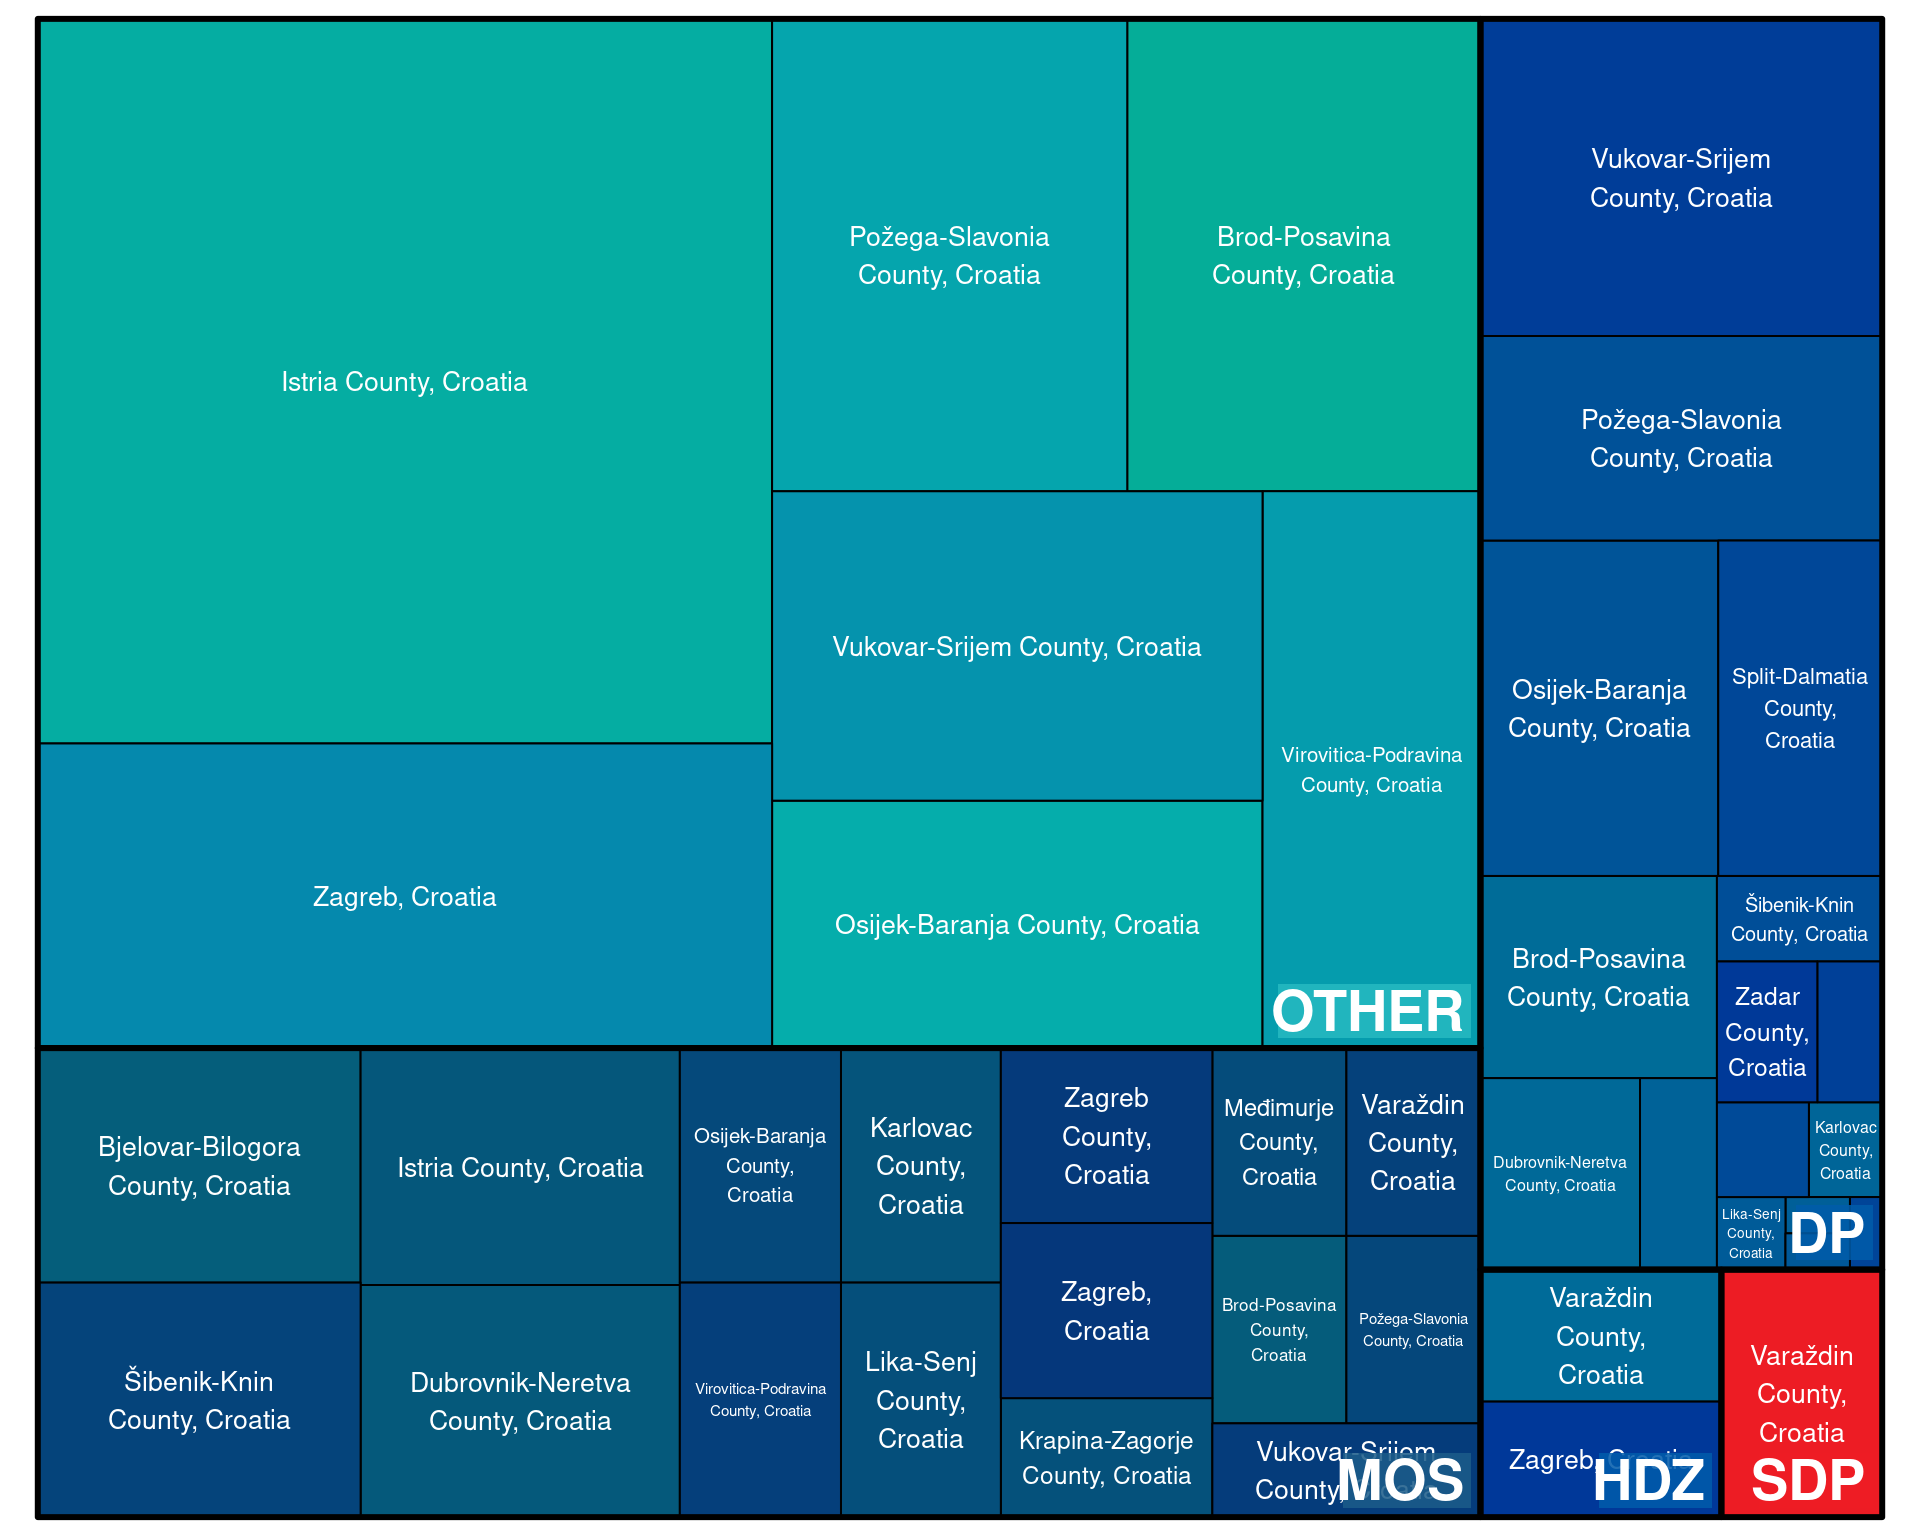 Istria County, Croatia
Požega-Slavonia
County, Croatia
Brod-Posavina
County, Croatia
Vukovar-Srijem
County, Croatia
Požega-Slavonia
County, Croatia
Vukovar-Srijem County, Croatia
Virovitica-Podravina
County, Croatia
Osijek-Baranja
County, Croatia
Split-Dalmatia
County,
Croatia
Zagreb, Croatia
Osijek-Baranja County, Croatia
OTHER
Brod-Posavina
County, Croatia
Šibenik-Knin
County, Croatia
Zadar
County,
Croatia
Dubrovnik-Neretva
County, Croatia
Karlovac
County,
Croatia
Lika-Senj
County,
Croatia
DP
Bjelovar-Bilogora
County, Croatia
Istria County, Croatia
Osijek-Baranja
County,
Croatia
Karlovac
County,
Croatia
Zagreb
County,
Croatia
Međimurje
County,
Croatia
Varaždin
County,
Croatia
Zagreb,
Croatia
Brod-Posavina
County,
Croatia
Požega-Slavonia
County, Croatia
Šibenik-Knin
County, Croatia
Dubrovnik-Neretva
County, Croatia
Virovitica-Podravina
County, Croatia
Lika-Senj
County,
Croatia
Krapina-Zagorje
County, Croatia
Vukovar-Srijem
County, Croatia
MOS
Varaždin
County,
Croatia
Zagreb, Croatia
HDZ
Varaždin
County,
Croatia
SDP